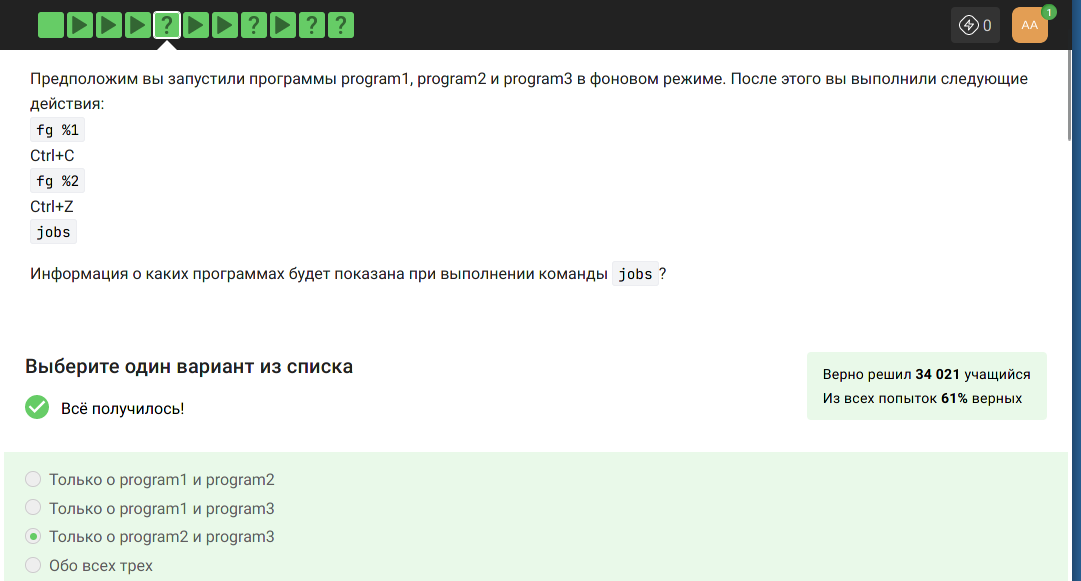 ? ? ? ?
0
AA
1
Предположим вы запустили программы program1, program2 и program3 в фоновом режиме. После этого вы выполнили следующие
действия:
fg %1
Ctrl+C
fg %2
Ctrl+Z
jobs
Информация о каких программах будет показана при выполнении команды jobs ?
Выберите один вариант из списка
Верно решил 34 021 учащийся
Из всех попыток 61% верных
Всё получилось!
Только о program1 и program2
Только о program1 и program3
Только о program2 и program3
Обо всех трех